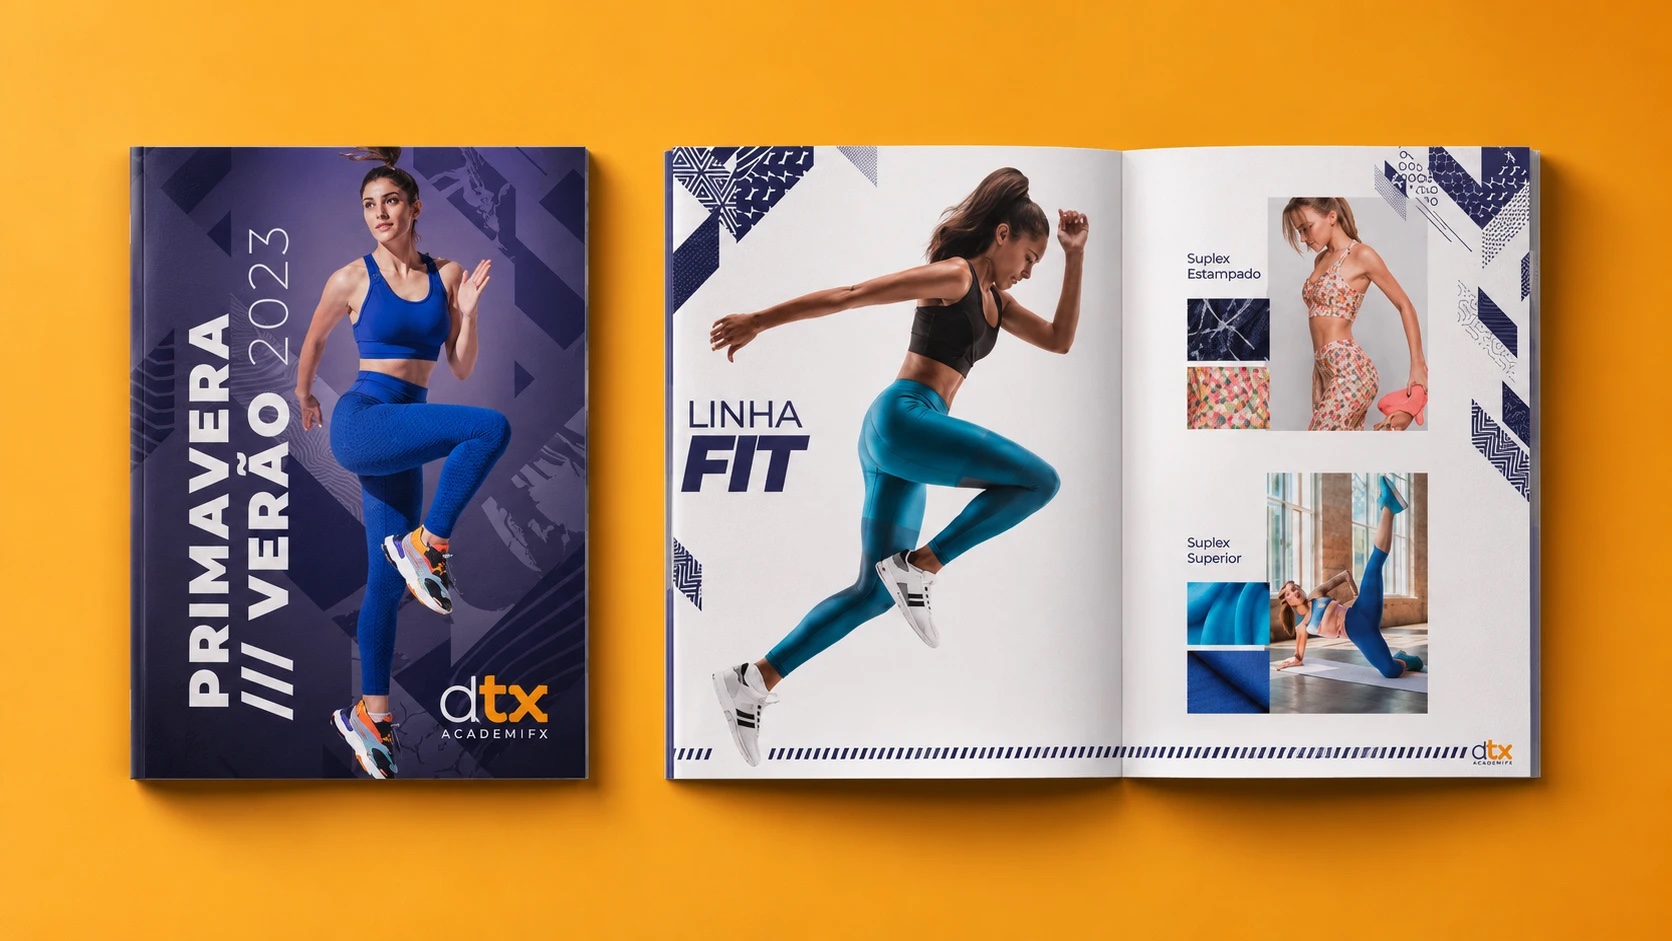 PRIMAVERA
/// VERÃO 2023
dtx
ACADEMIFX
LINHA
FIT
Suplex
Estampado
Suplex
Superior
dtx
ACADEMIFX